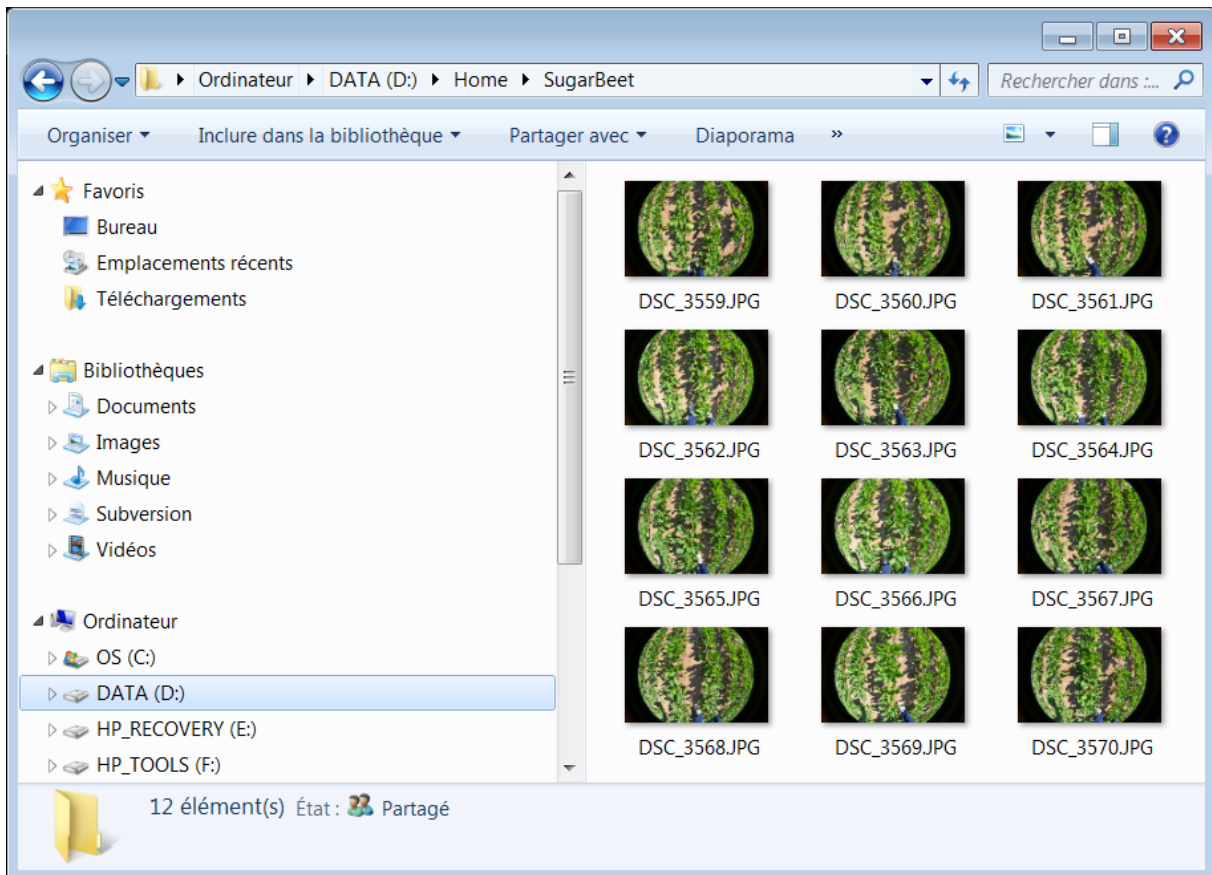 Ordinateur DATA (D:) Home SugarBeet Rechercher dans :...
Organiser Inclure dans la bibliothèque Partager avec Diaporama »
Favoris
Bureau
Emplacements récents
Téléchargements
Bibliothèques
Documents
Images
Musique
Subversion
Vidéos
Ordinateur
OS (C:)
DATA (D:)
HP_RECOVERY (E:)
HP_TOOLS (F:)
DSC_3559.JPG DSC_3560.JPG DSC_3561.JPG
DSC_3562.JPG DSC_3563.JPG DSC_3564.JPG
DSC_3565.JPG DSC_3566.JPG DSC_3567.JPG
DSC_3568.JPG DSC_3569.JPG DSC_3570.JPG
12 élément(s) État : Partagé